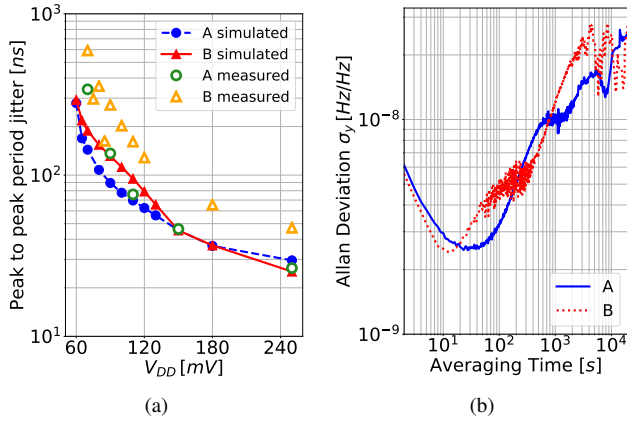 10³
10²
10¹
Peak to peak period jitter [ns]
A simulated
B simulated
A measured
B measured
60 120 180 240
V_DD [mV]
(a)
10⁻⁸
10⁻⁹
Allan Deviation σ_y [Hz/Hz]
A
B
10¹ 10² 10³ 10⁴
Averaging Time [s]
(b)